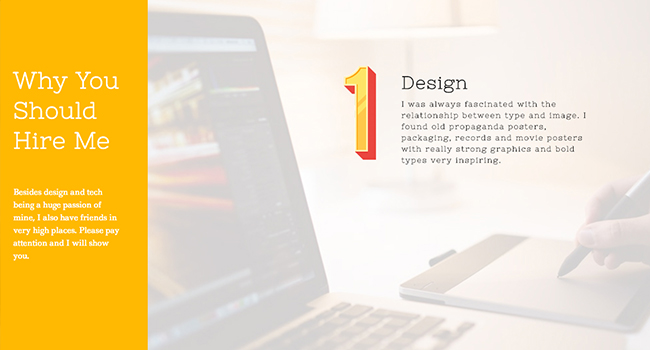 Why You
Should
Hire Me
Besides design and tech
being a huge passion of
mine, I also have friends in
very high places. Please pay
attention and I will show
you.
1
Design
I was always fascinated with the
relationship between type and image. I
found old propaganda posters,
packaging, records and movie posters
with really strong graphics and bold
types very inspiring.